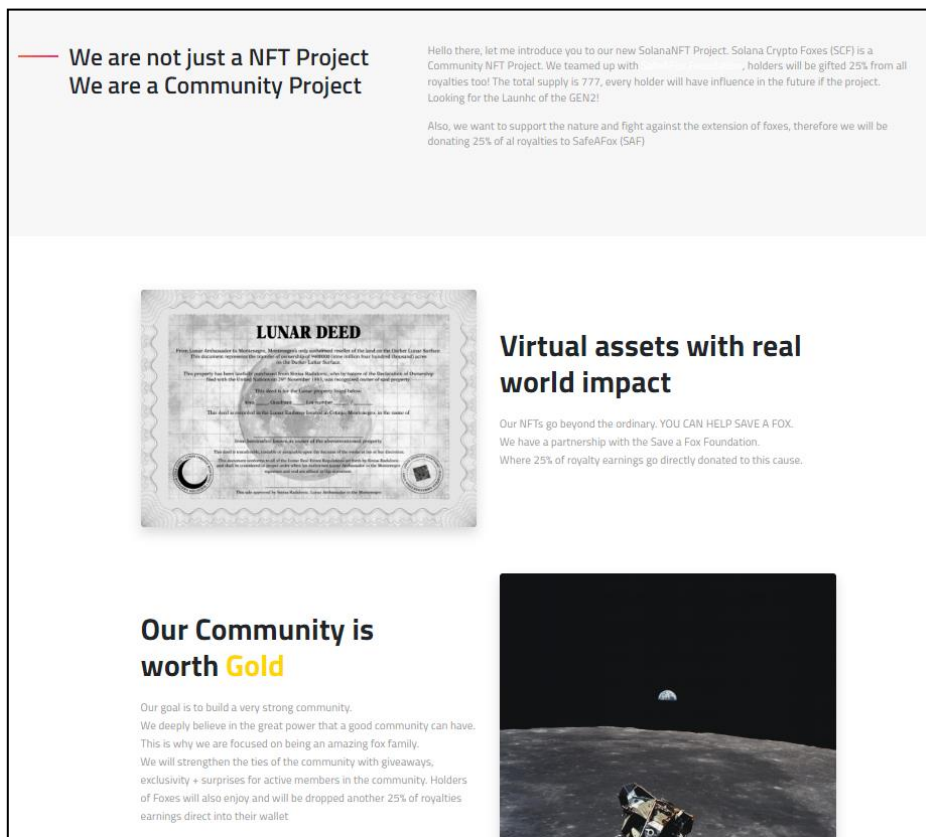 We are not just a NFT Project
We are a Community Project
Hello there, let me introduce you to our new SolanaNFT Project. Solana Crypto Foxes (SCF) is a
Community NFT Project. We teamed up with , holders will be gifted 25% from all
royalties too! The total supply is 777, every holder will have influence in the future if the project.
Looking for the Launhc of the GEN2!
Also, we want to support the nature and fight against the extension of foxes, therefore we will be
donating 25% of al royalties to SafeAFox (SAF)
LUNAR DEED
This deed is for the Lunar property listed below
Virtual assets with real
world impact
Our NFTs go beyond the ordinary. YOU CAN HELP SAVE A FOX.
We have a partnership with the Save a Fox Foundation.
Where 25% of royalty earnings go directly donated to this cause.
Our Community is
worth Gold
Our goal is to build a very strong community.
We deeply believe in the great power that a good community can have.
This is why we are focused on being an amazing fox family.
We will strengthen the ties of the community with giveaways,
exclusivity + surprises for active members in the community. Holders
of Foxes will also enjoy and will be dropped another 25% of royalties
earnings direct into their wallet